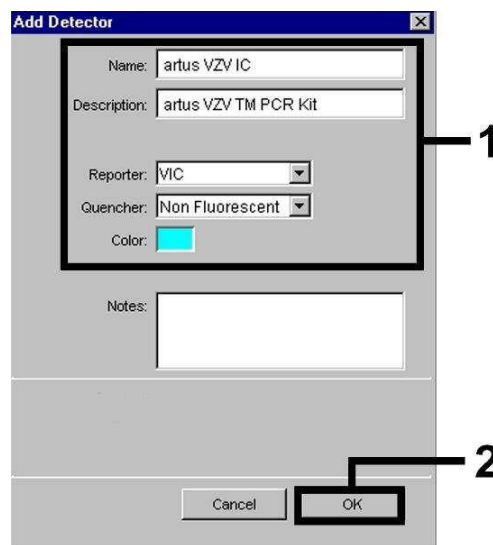 Add Detector
Name: artus VZV IC
Description: artus VZV TM PCR Kit
1
Reporter: VIC
Quencher: Non Fluorescent
Color:
Notes:
2
Cancel OK